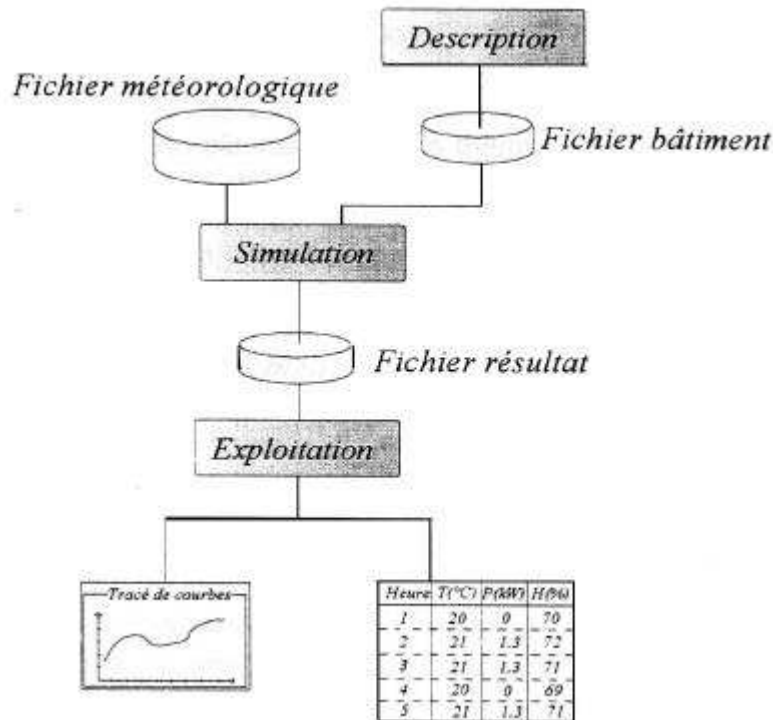 Description
Fichier météorologique
Fichier bâtiment
Simulation
Fichier résultat
Exploitation
Tracé de courbes
Heure T(°C) P(kW) H(%)
1 20 0 70
2 21 1.3 72
3 21 1.3 71
4 20 0 69
5 21 1.3 71